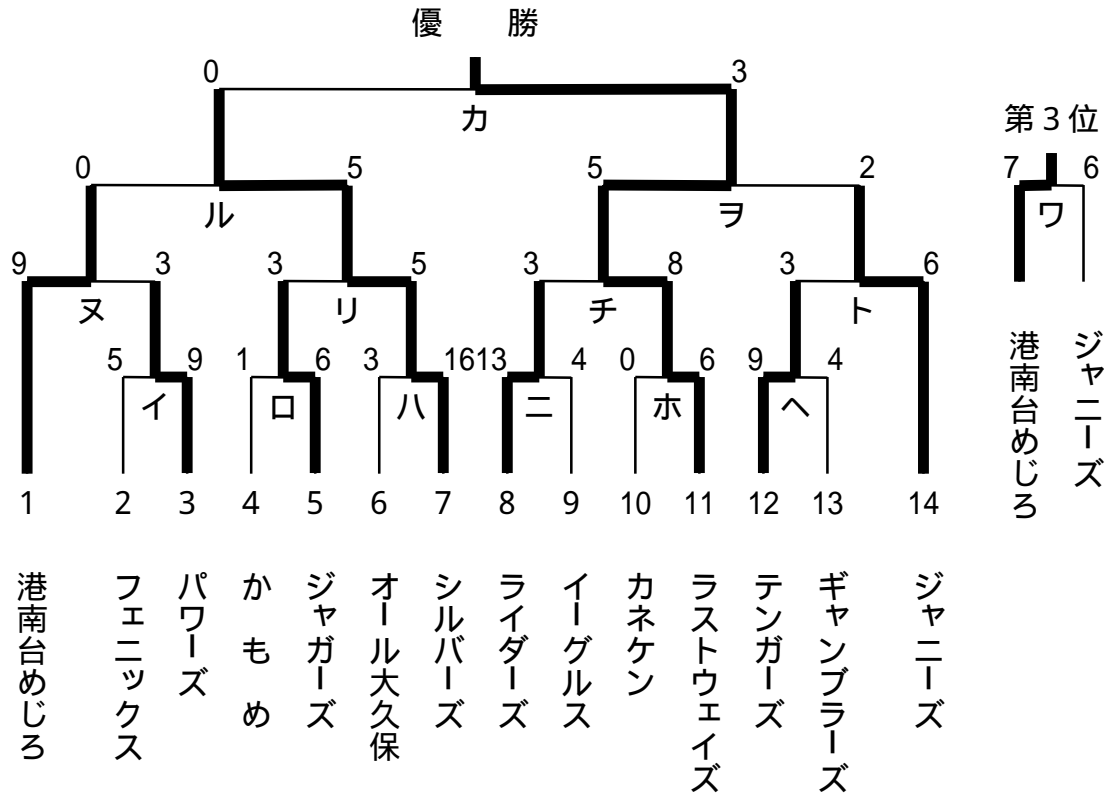 優　勝
0 3
カ
第3位
0 5 5 2 7 6
ル ヲ ワ
9 3 3 5 3 8 3 6
ヌ リ チ ト
5 9 1 6 3 16 13 4 0 6 9 4
イ ロ ハ ニ ホ ヘ
港南台めじろ
ジャニーズ
1 2 3 4 5 6 7 8 9 10 11 12 13 14
港南台めじろ
フェニックス
パワーズ
かもめ
ジャガーズ
オール大久保
シルバーズ
ライダーズ
イーグルス
カネケン
ラストウェイズ
テンガーズ
ギャンブラーズ
ジャニーズ